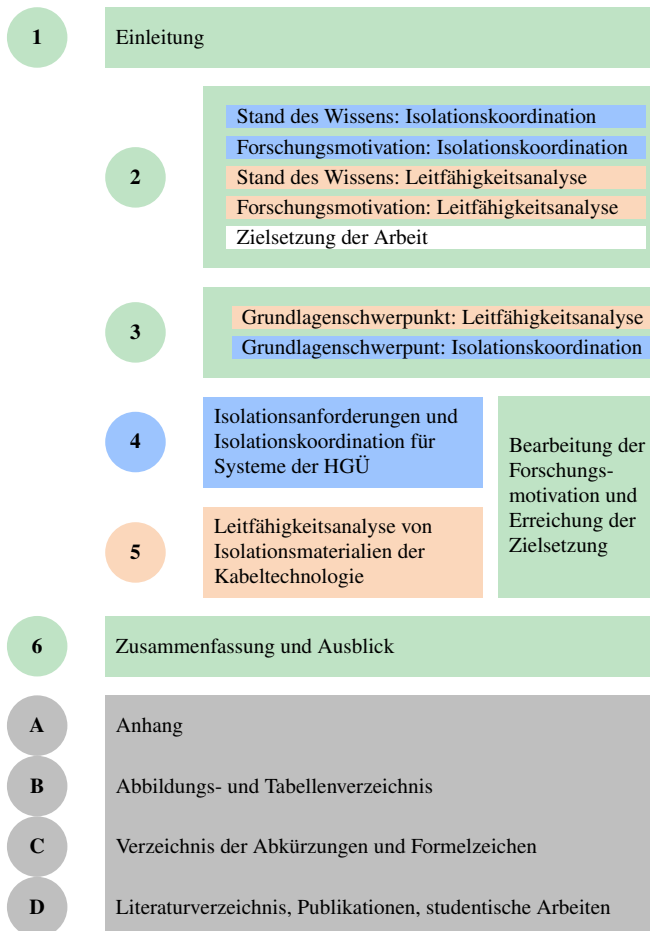 1 Einleitung
2
Stand des Wissens: Isolationskoordination
Forschungsmotivation: Isolationskoordination
Stand des Wissens: Leitfähigkeitsanalyse
Forschungsmotivation: Leitfähigkeitsanalyse
Zielsetzung der Arbeit
3
Grundlagenschwerpunkt: Leitfähigkeitsanalyse
Grundlagenschwerpunt: Isolationskoordination
4
Isolationsanforderungen und
Isolationskoordination für
Systeme der HGÜ
5
Leitfähigkeitsanalyse von
Isolationsmaterialien der
Kabeltechnologie
Bearbeitung der
Forschungs-
motivation und
Erreichung der
Zielsetzung
6 Zusammenfassung und Ausblick
A Anhang
B Abbildungs- und Tabellenverzeichnis
C Verzeichnis der Abkürzungen und Formelzeichen
D Literaturverzeichnis, Publikationen, studentische Arbeiten